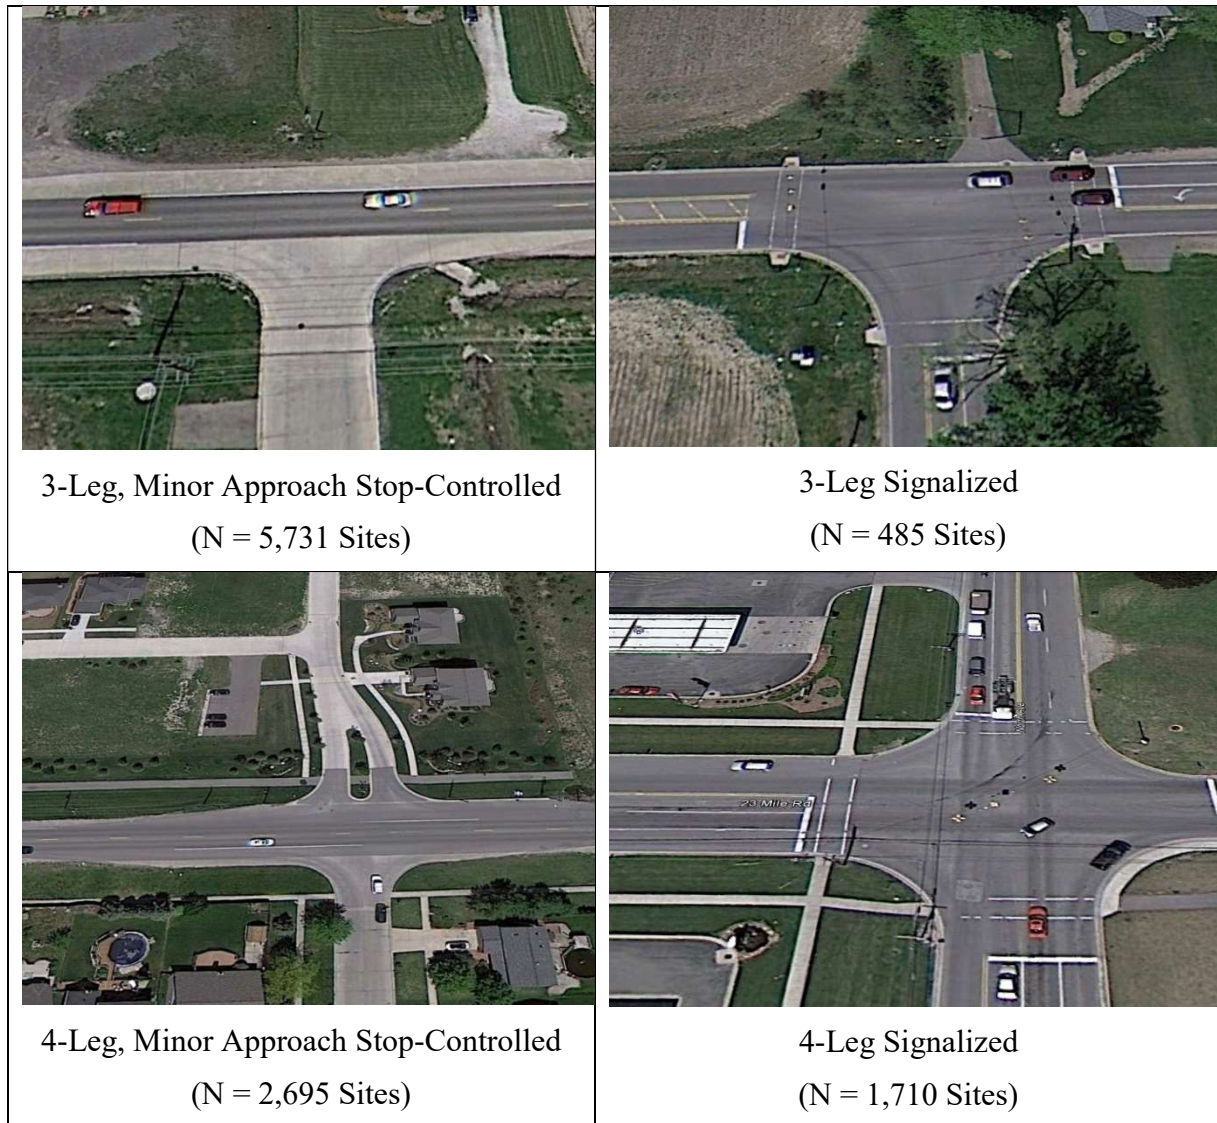 3-Leg, Minor Approach Stop-Controlled
(N = 5,731 Sites)
3-Leg Signalized
(N = 485 Sites)
23 Mile Rd
4-Leg, Minor Approach Stop-Controlled
(N = 2,695 Sites)
4-Leg Signalized
(N = 1,710 Sites)